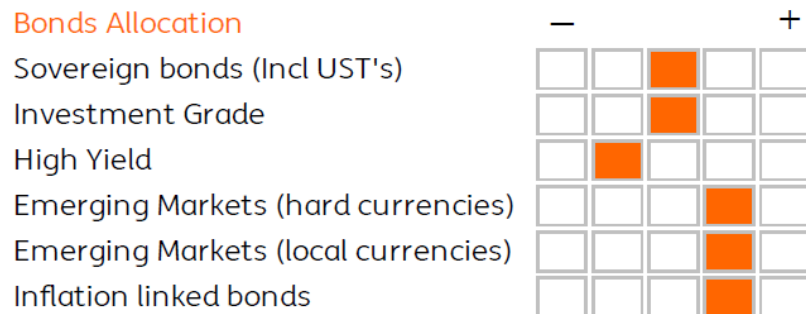 Bonds Allocation – +
Sovereign bonds (Incl UST's)
Investment Grade
High Yield
Emerging Markets (hard currencies)
Emerging Markets (local currencies)
Inflation linked bonds